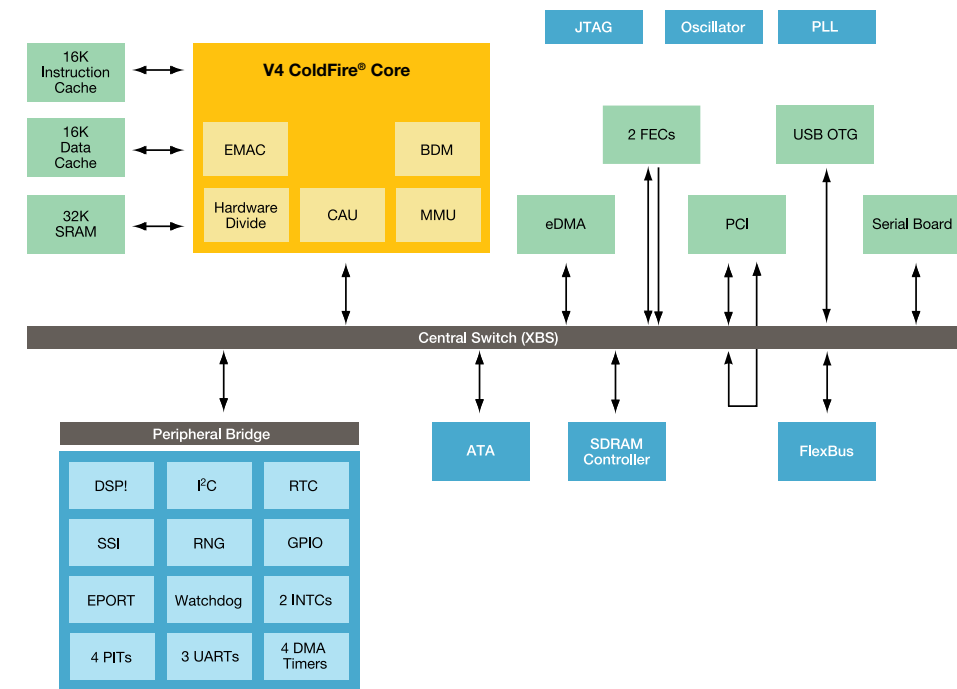 JTAG
Oscillator
PLL
16K
Instruction
Cache
V4 ColdFire® Core
16K
Data
Cache
EMAC
BDM
2 FECs
USB OTG
32K
SRAM
Hardware
Divide
CAU
MMU
eDMA
PCI
Serial Board
Central Switch (XBS)
Peripheral Bridge
ATA
SDRAM
Controller
FlexBus
DSP!
I²C
RTC
SSI
RNG
GPIO
EPORT
Watchdog
2 INTCs
4 PITs
3 UARTs
4 DMA
Timers